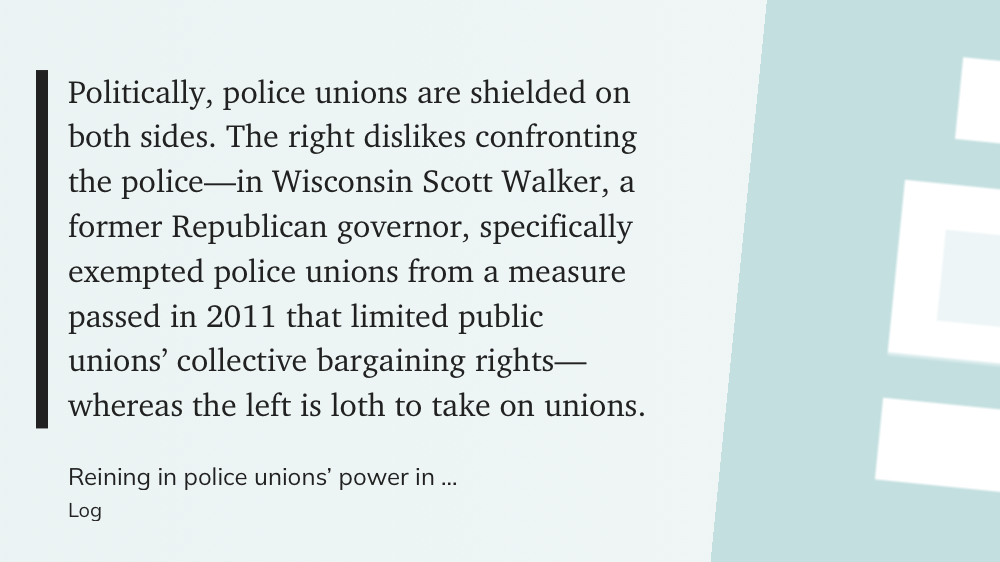 Politically, police unions are shielded on
both sides. The right dislikes confronting
the police—in Wisconsin Scott Walker, a
former Republican governor, specifically
exempted police unions from a measure
passed in 2011 that limited public
unions’ collective bargaining rights—
whereas the left is loth to take on unions.
Reining in police unions’ power in ...
Log